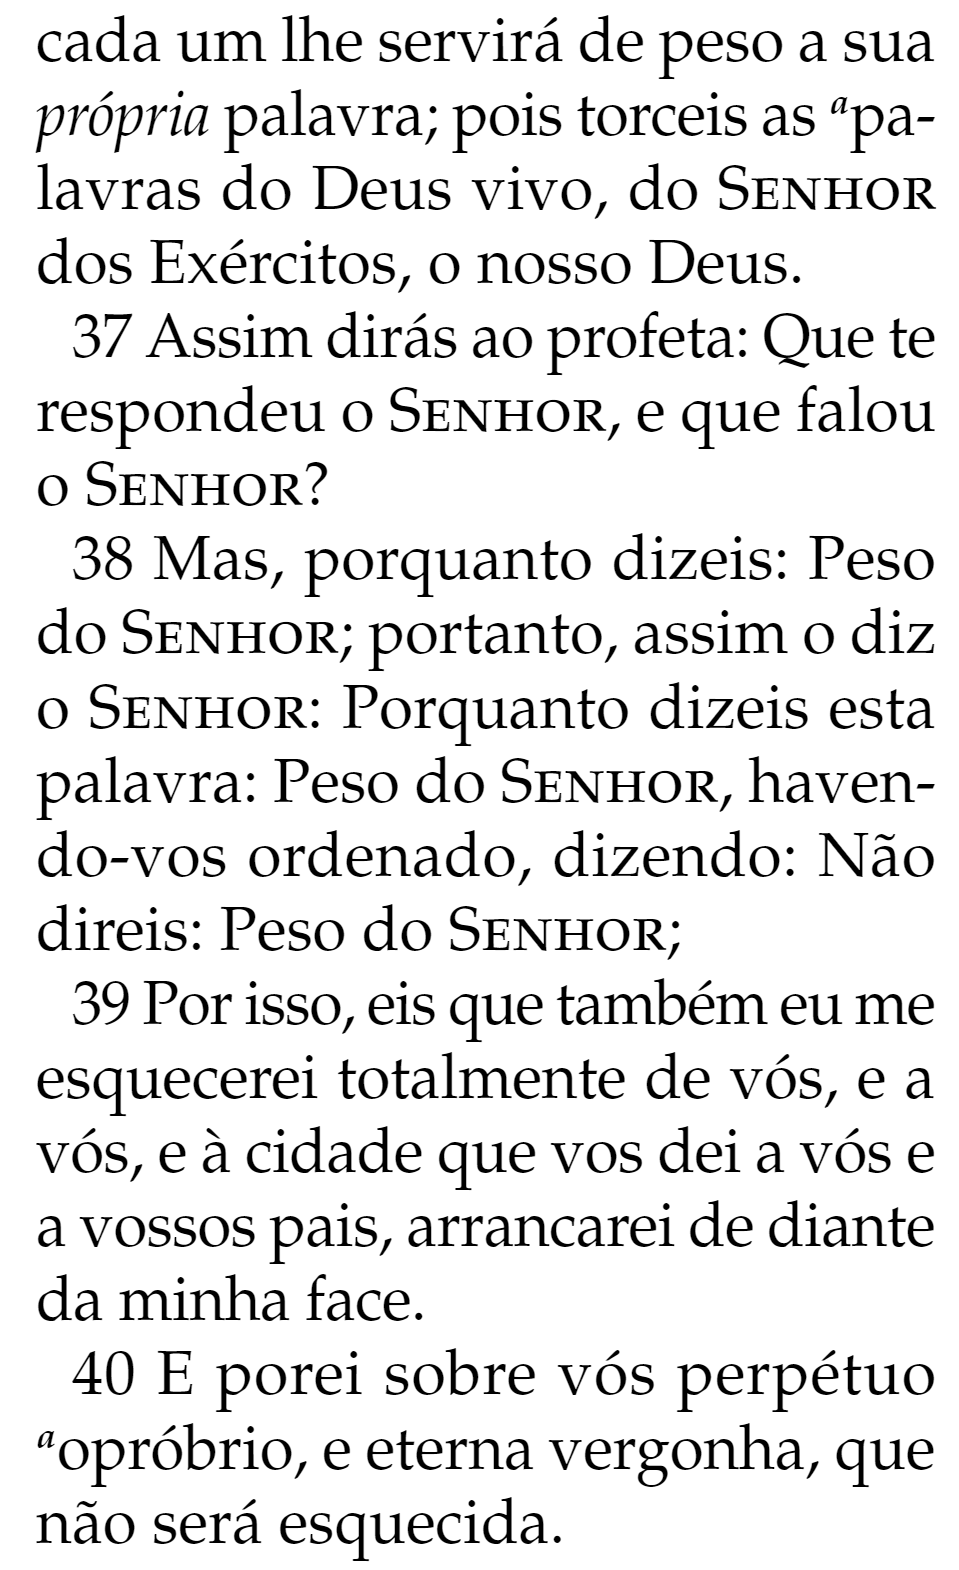 cada um lhe servirá de peso a sua
própria palavra; pois torceis as ᵃpa-
lavras do Deus vivo, do SENHOR
dos Exércitos, o nosso Deus.
37 Assim dirás ao profeta: Que te
respondeu o SENHOR, e que falou
o SENHOR?
38 Mas, porquanto dizeis: Peso
do SENHOR; portanto, assim o diz
o SENHOR: Porquanto dizeis esta
palavra: Peso do SENHOR, haven-
do-vos ordenado, dizendo: Não
direis: Peso do SENHOR;
39 Por isso, eis que também eu me
esquecerei totalmente de vós, e a
vós, e à cidade que vos dei a vós e
a vossos pais, arrancarei de diante
da minha face.
40 E porei sobre vós perpétuo
ᵃopróbrio, e eterna vergonha, que
não será esquecida.